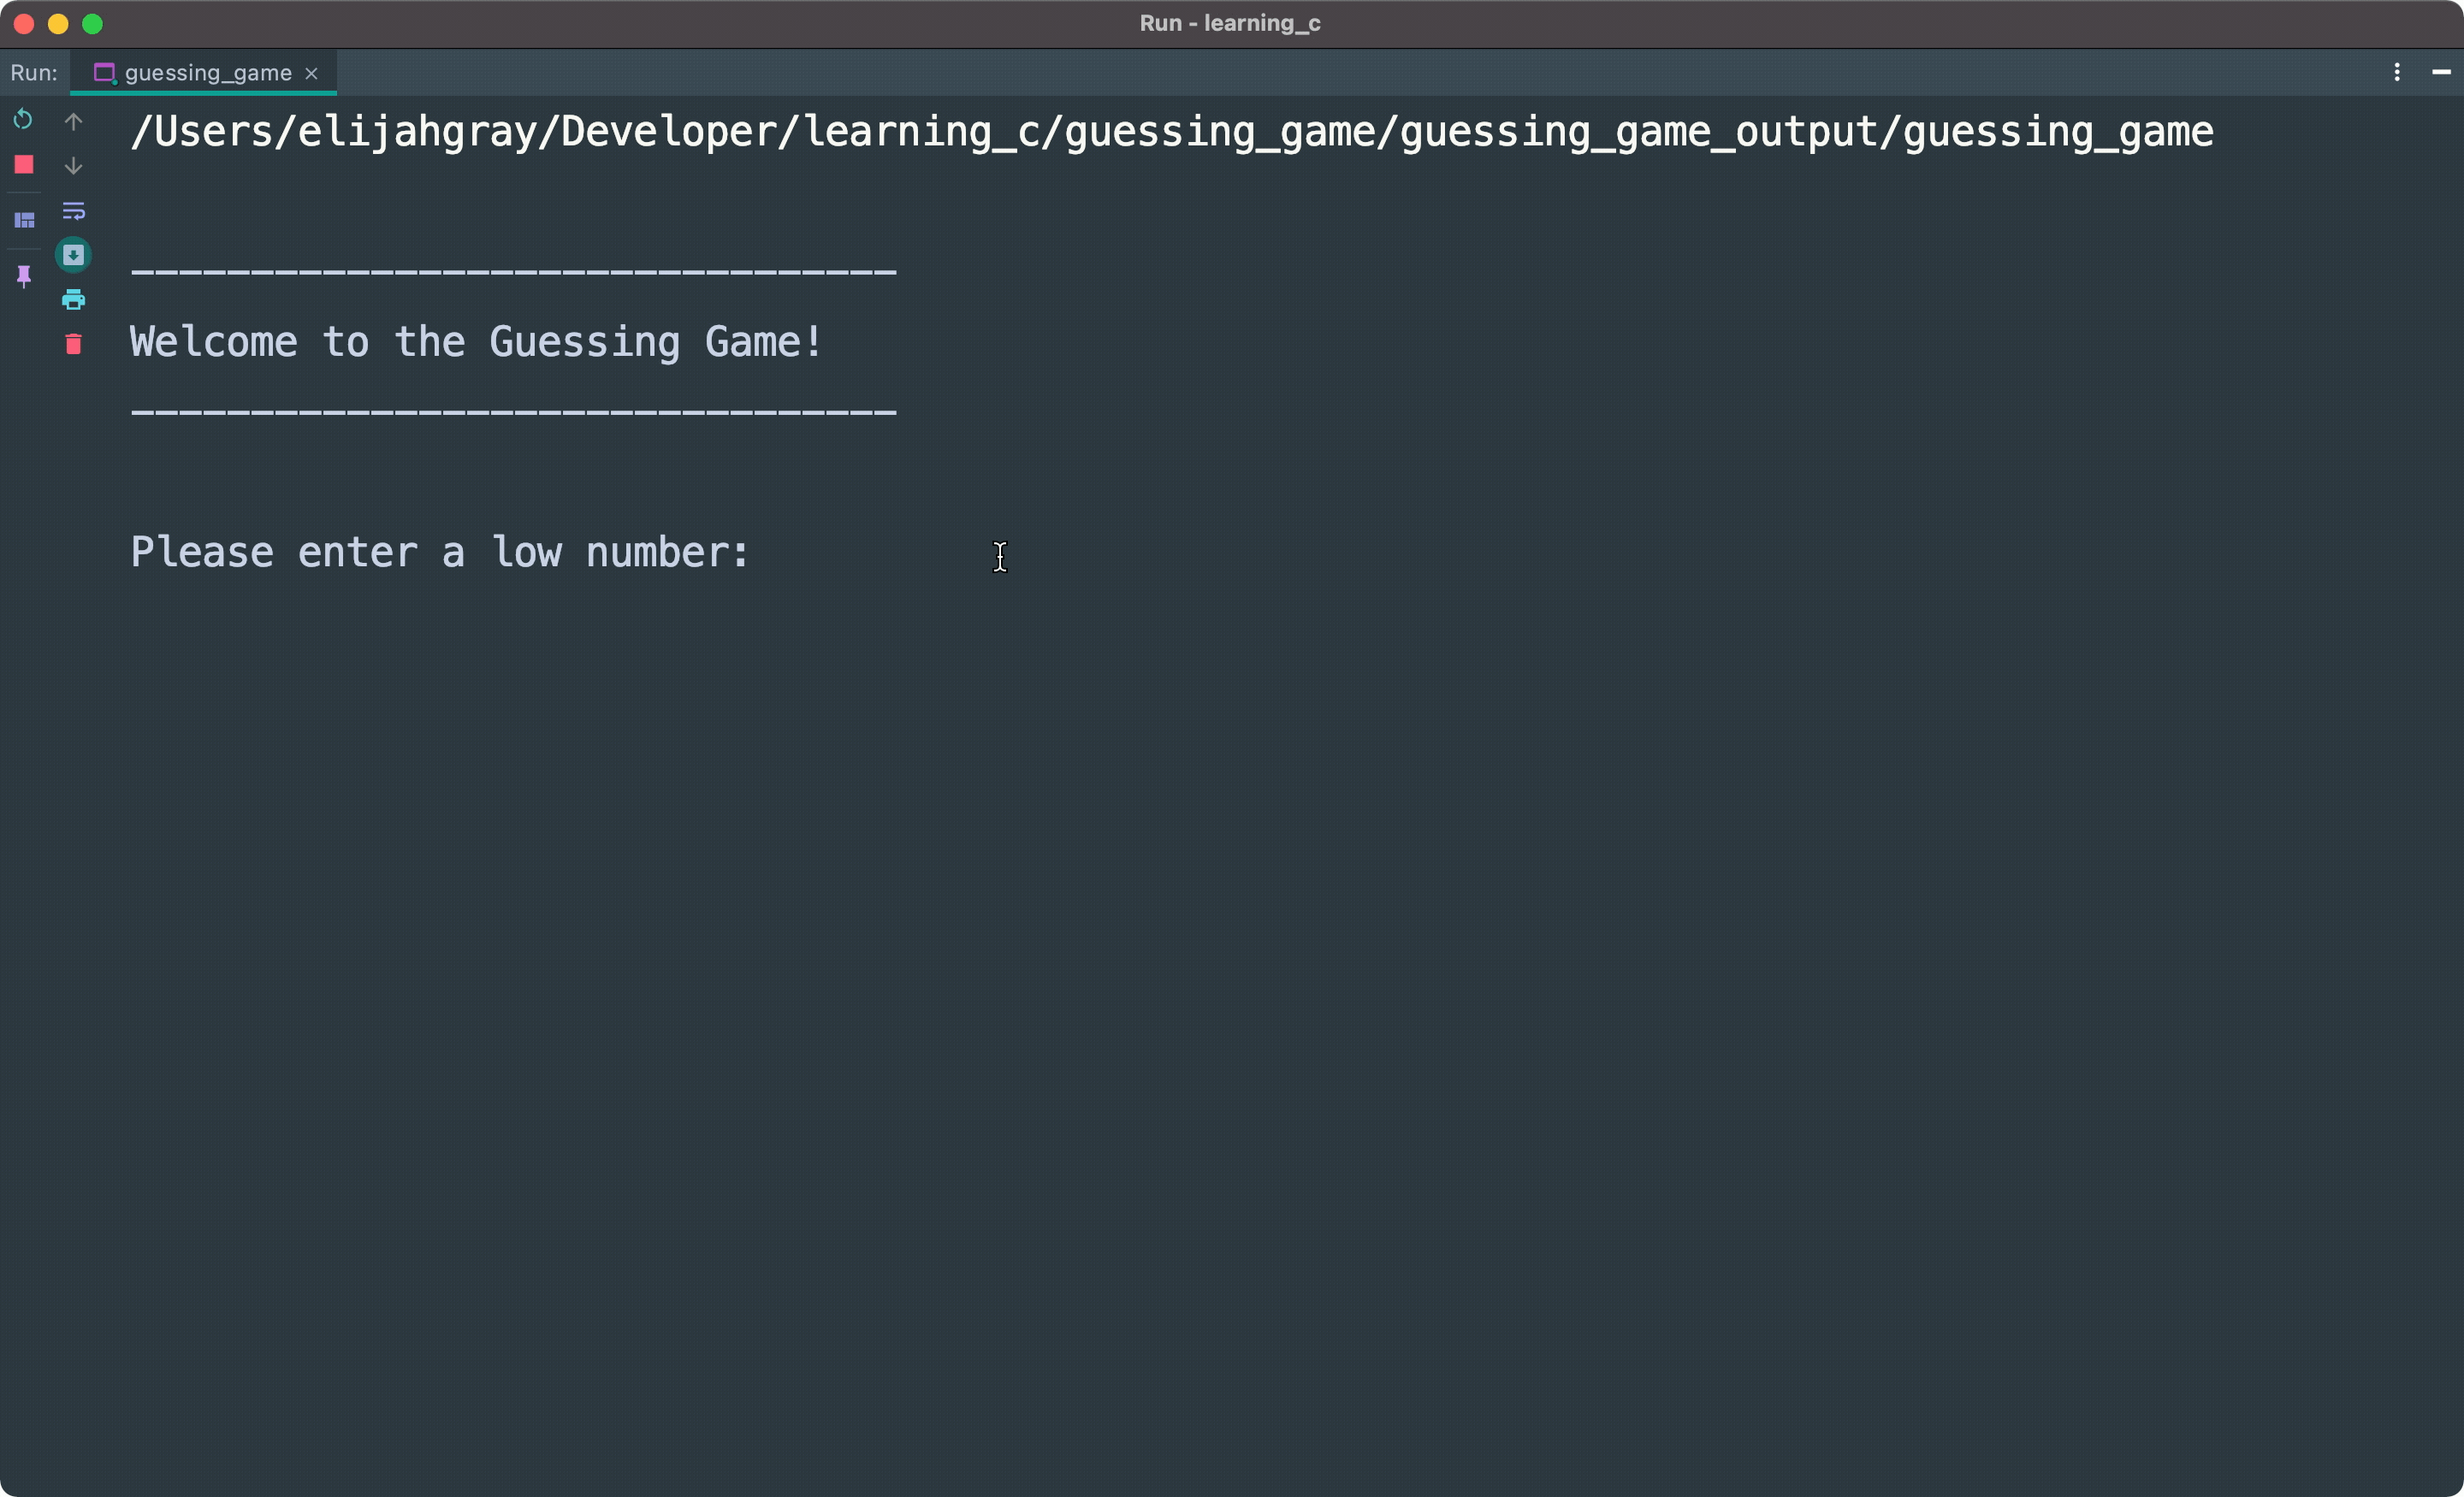 Run - learning_c
Run: guessing_game
/Users/elijahgray/Developer/learning_c/guessing_game/guessing_game_output/guessing_game
--------------------------------
Welcome to the Guessing Game!
--------------------------------
Please enter a low number: